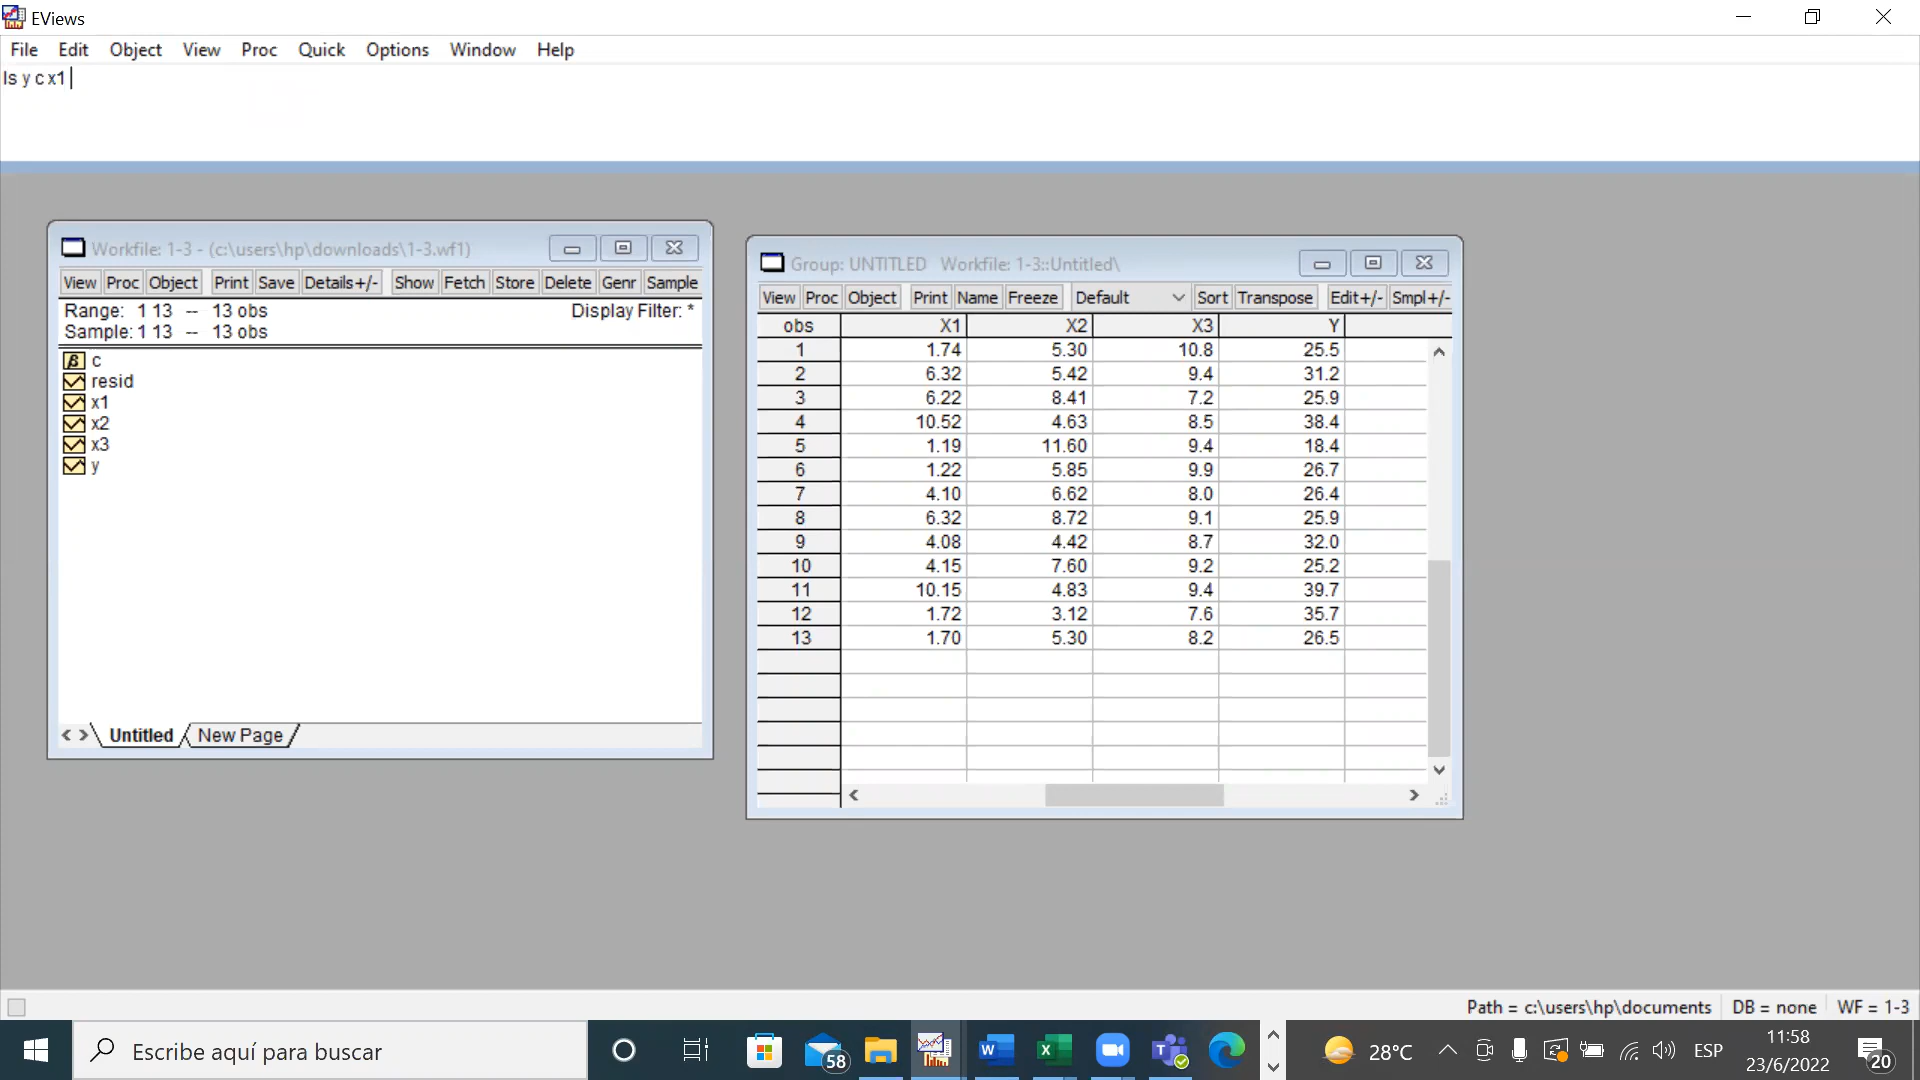 EViews
File Edit Object View Proc Quick Options Window Help
ls y c x1
Workfile: 1-3 - (c:\users\hp\downloads\1-3.wf1)
View Proc Object Print Save Details+/- Show Fetch Store Delete Genr Sample
Range: 1 13 -- 13 obs Display Filter: *
Sample: 1 13 -- 13 obs
β c
resid
x1
x2
x3
y
< > Untitled New Page
Group: UNTITLED Workfile: 1-3::Untitled\
View Proc Object Print Name Freeze Default Sort Transpose Edit+/- Smpl+/-
obs X1 X2 X3 Y
1 1.74 5.30 10.8 25.5
2 6.32 5.42 9.4 31.2
3 6.22 8.41 7.2 25.9
4 10.52 4.63 8.5 38.4
5 1.19 11.60 9.4 18.4
6 1.22 5.85 9.9 26.7
7 4.10 6.62 8.0 26.4
8 6.32 8.72 9.1 25.9
9 4.08 4.42 8.7 32.0
10 4.15 7.60 9.2 25.2
11 10.15 4.83 9.4 39.7
12 1.72 3.12 7.6 35.7
13 1.70 5.30 8.2 26.5
Path = c:\users\hp\documents DB = none WF = 1-3
Escribe aquí para buscar
58
28°C
ESP
11:58
23/6/2022
20